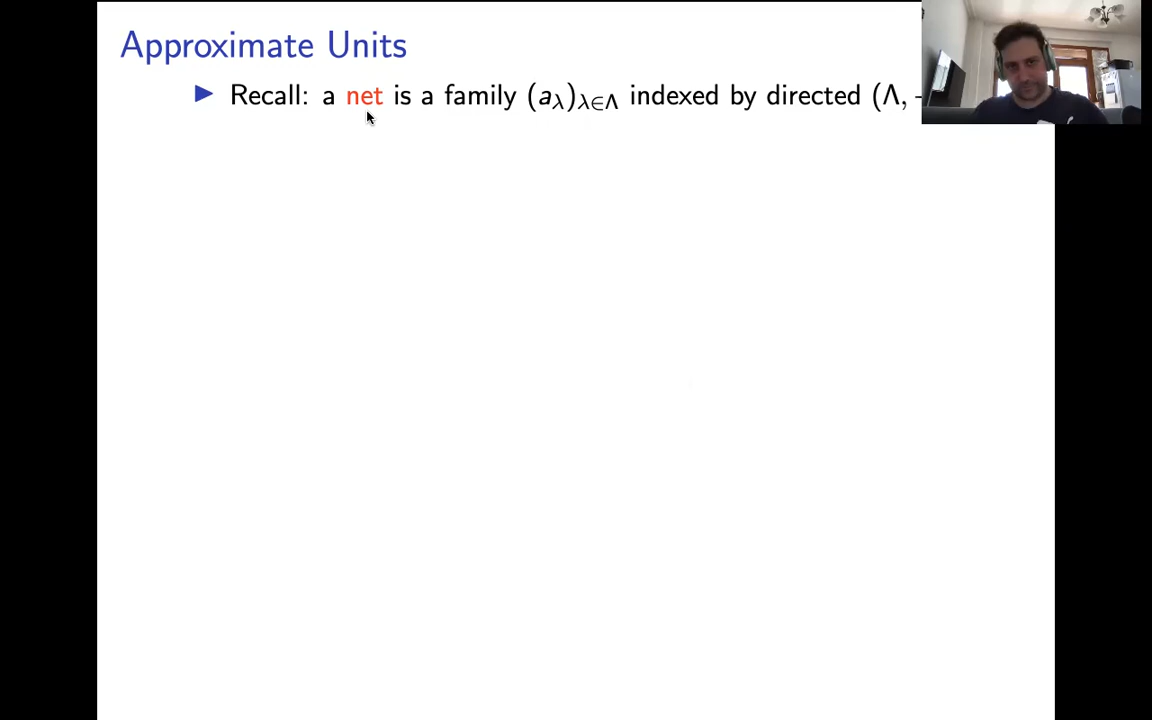 Approximate Units
▶ Recall: a net is a family (a_λ)_{λ∈Λ} indexed by directed (Λ,